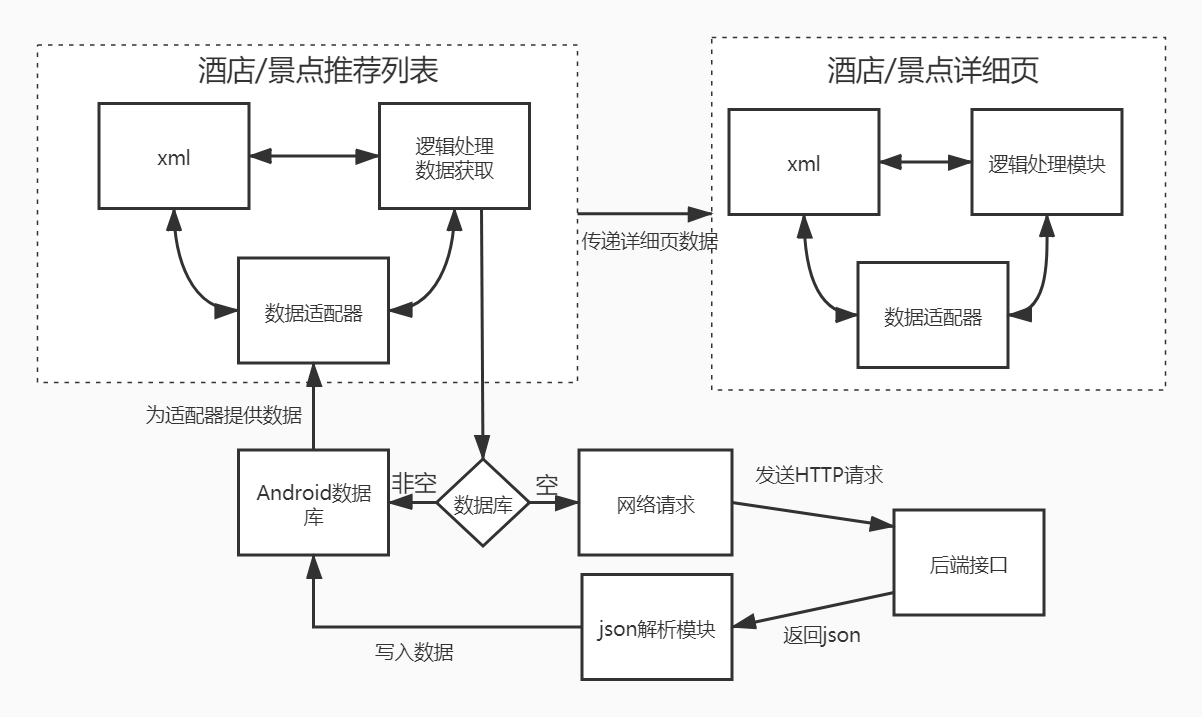 酒店/景点推荐列表
xml
逻辑处理
数据获取
数据适配器
传递详细页数据
酒店/景点详细页
xml
逻辑处理模块
数据适配器
为适配器提供数据
Android数据
库
非空
数据库
空
网络请求
发送HTTP请求
后端接口
返回json
json解析模块
写入数据